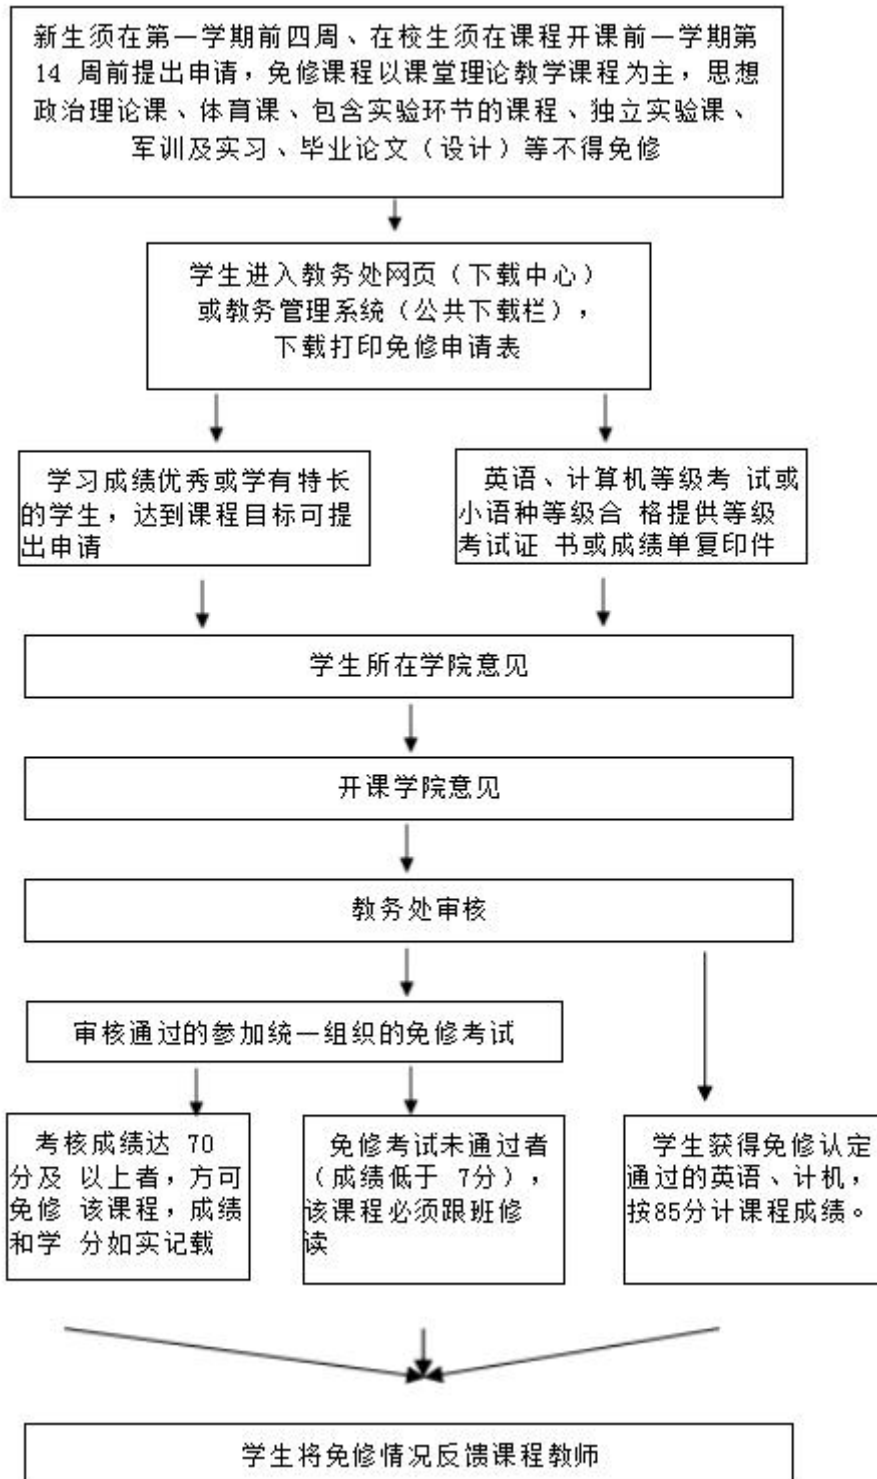 新生须在第一学期前四周、在校生须在课程开课前一学期第
14 周前提出申请，免修课程以课堂理论教学课程为主，思想
政治理论课、体育课、包含实验环节的课程、独立实验课、
军训及实习、毕业论文（设计）等不得免修
学生进入教务处网页（下载中心）
或教务管理系统（公共下载栏），
下载打印免修申请表
学习成绩优秀或学有特长
的学生，达到课程目标可提
出申请
英语、计算机等级考 试或
小语种等级合 格提供等级
考试证 书或成绩单复印件
学生所在学院意见
开课学院意见
教务处审核
审核通过的参加统一组织的免修考试
考核成绩达 70
分及 以上者，方可
免修 该课程，成绩
和学 分如实记载
免修考试未通过者
（成绩低于 7分），
该课程必须跟班修
读
学生获得免修认定
通过的英语、计机，
按85分计课程成绩。
学生将免修情况反馈课程教师